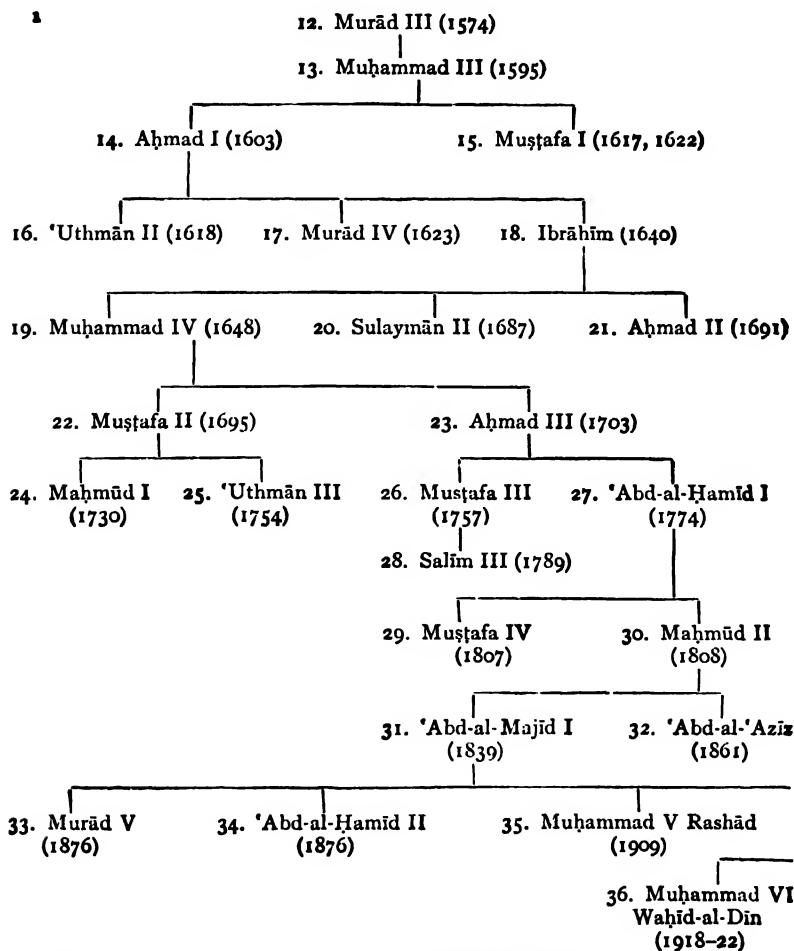 1
12. Murād III (1574)
13. Muḥammad III (1595)
14. Aḥmad I (1603) 15. Muṣṭafa I (1617, 1622)
16. ‘Uthmān II (1618) 17. Murād IV (1623) 18. Ibrāhīm (1640)
19. Muḥammad IV (1648) 20. Sulaymān II (1687) 21. Aḥmad II (1691)
22. Muṣṭafa II (1695) 23. Aḥmad III (1703)
24. Maḥmūd I 25. ‘Uthmān III 26. Muṣṭafa III 27. ‘Abd-al-Ḥamīd I
(1730) (1754) (1757) (1774)
28. Salīm III (1789)
29. Muṣṭafa IV 30. Maḥmūd II
(1807) (1808)
31. ‘Abd-al-Majīd I 32. ‘Abd-al-‘Azīz
(1839) (1861)
33. Murād V 34. ‘Abd-al-Ḥamīd II 35. Muḥammad V Rashād
(1876) (1876) (1909)
36. Muḥammad VI
Waḥīd-al-Dīn
(1918–22)